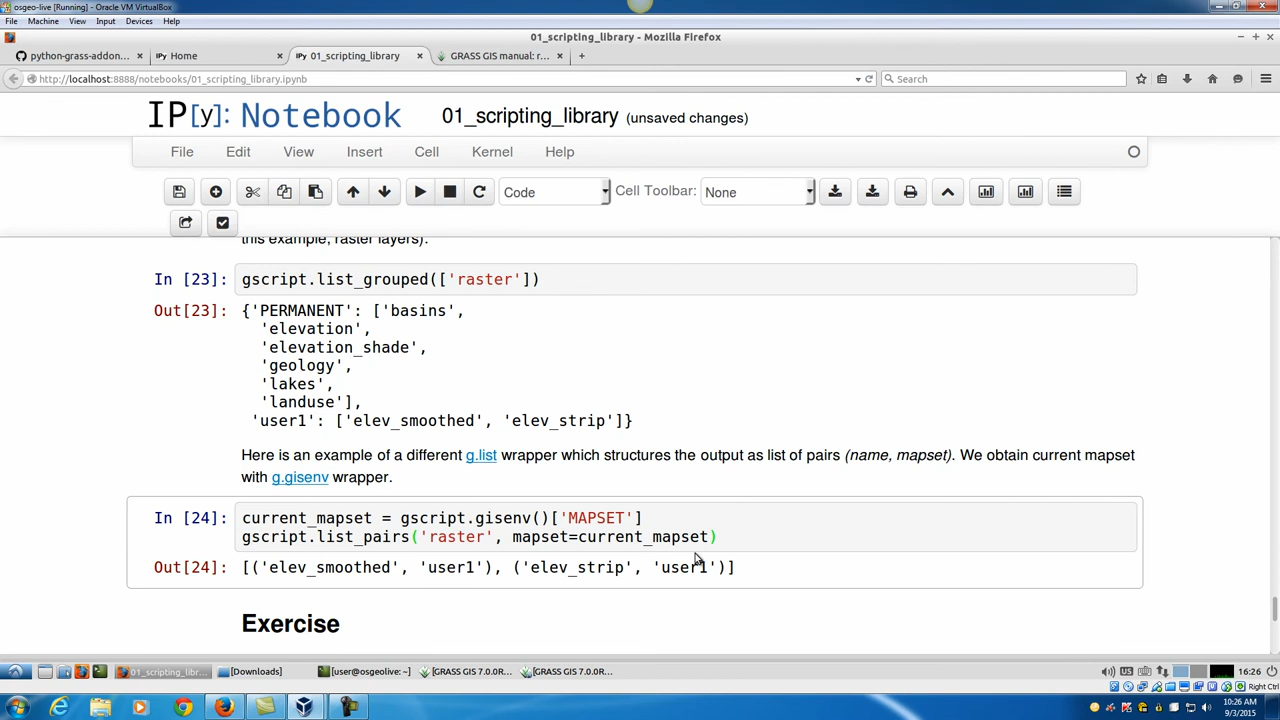 osgeo-live [Running] - Oracle VM VirtualBox
File Machine View Input Devices Help
01_scripting_library - Mozilla Firefox
python-grass-addon... IP[y]: Home IP[y]: 01_scripting_library GRASS GIS manual: r...
http://localhost:8888/notebooks/01_scripting_library.ipynb Search
IP[y]: Notebook 01_scripting_library (unsaved changes)
File Edit View Insert Cell Kernel Help
Code Cell Toolbar: None
this example, raster layers).
In [23]: gscript.list_grouped(['raster'])
Out[23]: {'PERMANENT': ['basins',
'elevation',
'elevation_shade',
'geology',
'lakes',
'landuse'],
'user1': ['elev_smoothed', 'elev_strip']}
Here is an example of a different g.list wrapper which structures the output as list of pairs (name, mapset). We obtain current mapset
with g.gisenv wrapper.
In [24]: current_mapset = gscript.gisenv()['MAPSET']
gscript.list_pairs('raster', mapset=current_mapset)
Out[24]: [('elev_smoothed', 'user1'), ('elev_strip', 'user1')]
Exercise
01_scripting_libr... [Downloads] [user@osgeolive: ~] [GRASS GIS 7.0.0R... [GRASS GIS 7.0.0R... US 16:26
Right Ctrl
10:26 AM
9/3/2015